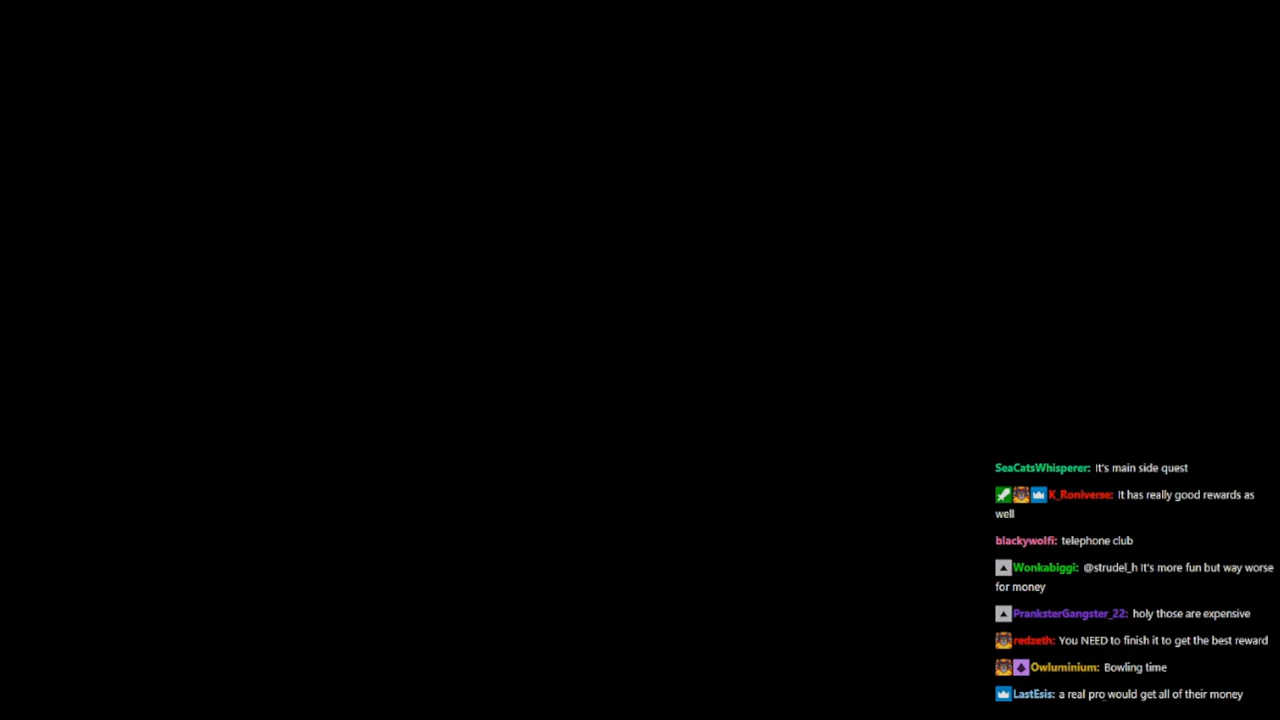 SeaCatsWhisperer: It's main side quest
K_Roniverse: It has really good rewards as
well
blackywolfi: telephone club
Wonkabiggi: @strudel_h It's more fun but way worse
for money
PranksterGangster_22: holy those are expensive
redzeth: You NEED to finish it to get the best reward
Owluminium: Bowling time
LastEsis: a real pro would get all of their money